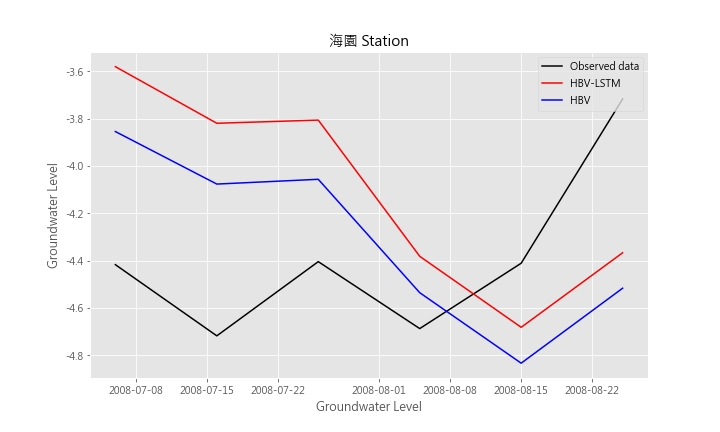 海園 Station
Observed data
HBV-LSTM
HBV
Groundwater Level
-3.6
-3.8
-4.0
-4.2
-4.4
-4.6
-4.8
2008-07-08
2008-07-15
2008-07-22
2008-08-01
2008-08-08
2008-08-15
2008-08-22
Groundwater Level